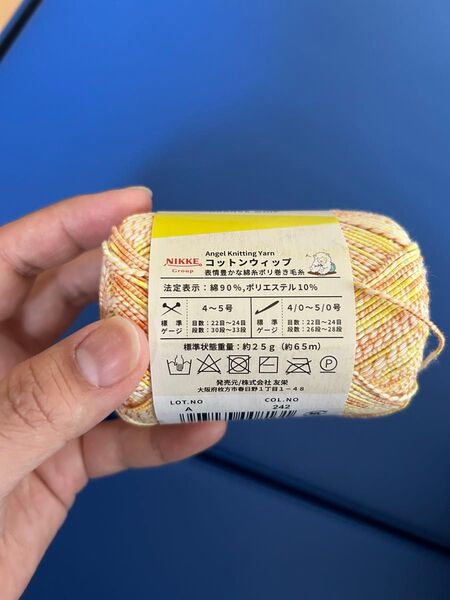 Angel Knitting Yarn
NIKKE
Group
コットンウィップ
表情豊かな綿糸ポリ巻き毛糸
法定表示：綿90%,ポリエステル10%
4〜5号
標準ゲージ
目数：22目〜24目
段数：30段〜33段
4/0〜5/0号
標準ゲージ
目数：22目〜24目
段数：26段〜28段
標準状態重量：約25g（約65m）
P
発売元/株式会社 友栄
大阪府枚方市春日野1丁目1−48
LOT.NO
A
COL.NO
242